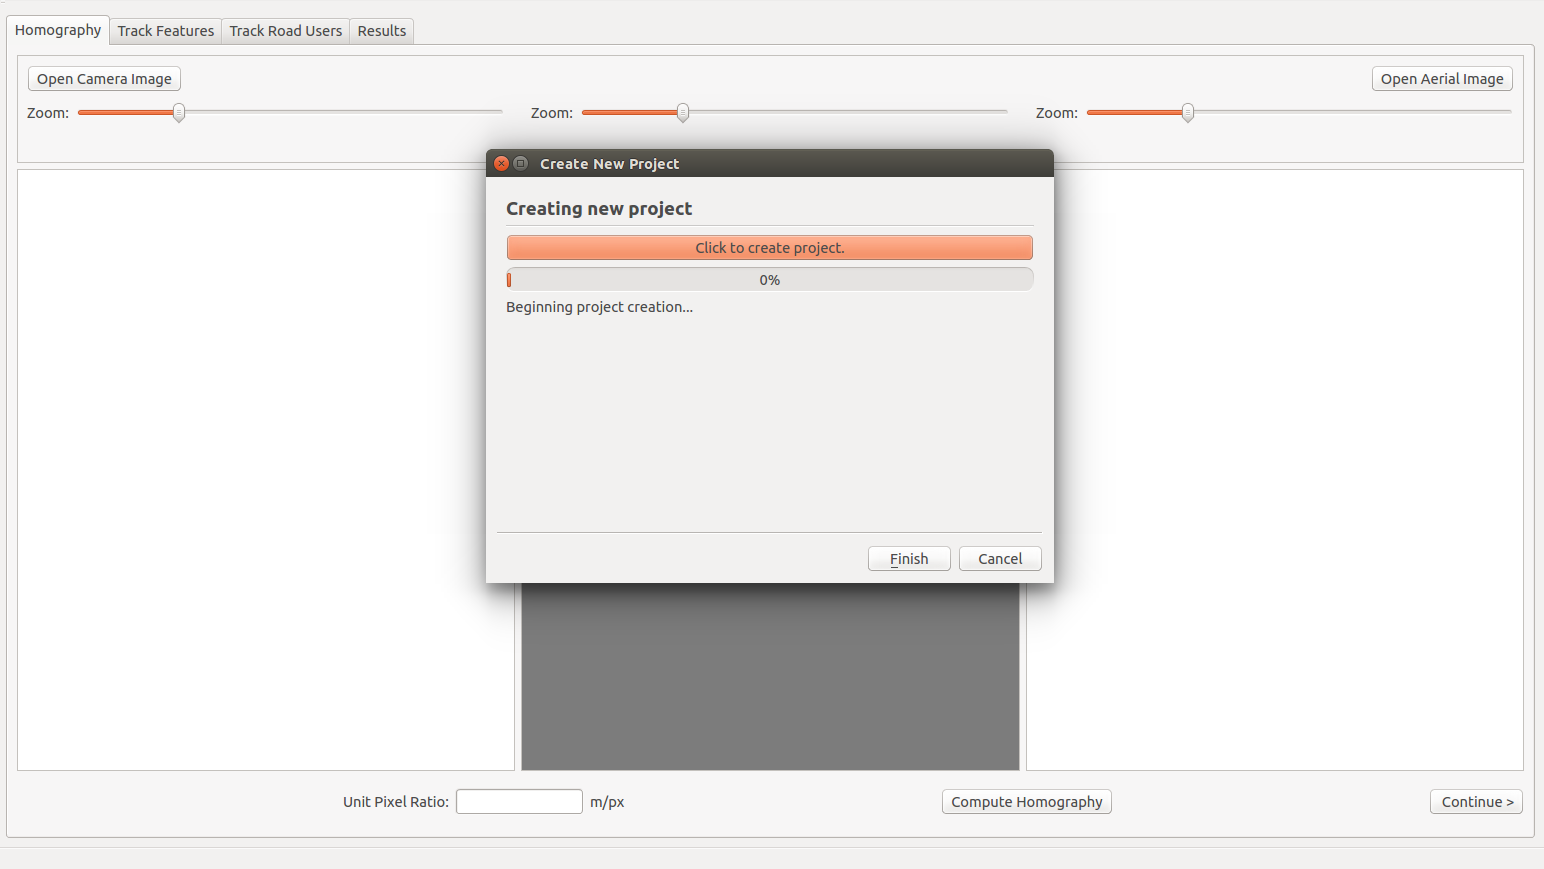 Homography Track Features Track Road Users Results
Open Camera Image Open Aerial Image
Zoom: Zoom: Zoom:
Create New Project
Creating new project
Click to create project.
0%
Beginning project creation...
Finish Cancel
Unit Pixel Ratio: m/px Compute Homography Continue >